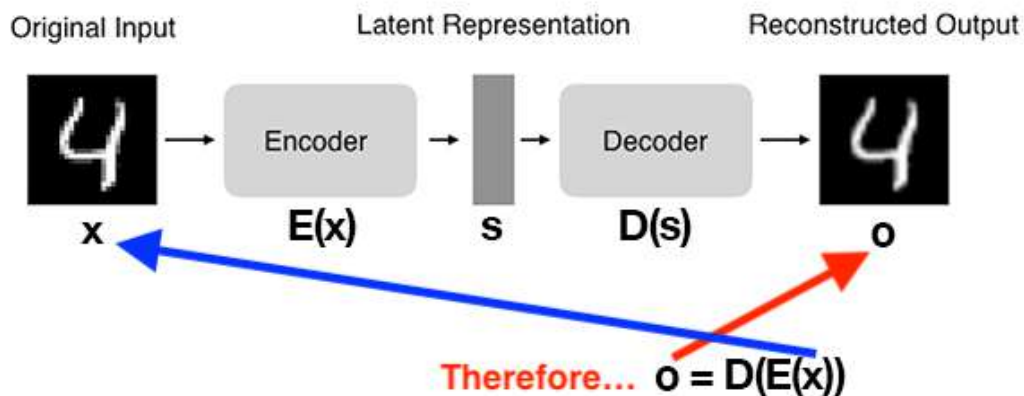 Original Input Latent Representation Reconstructed Output
Encoder Decoder
x E(x) s D(s) o
Therefore... o = D(E(x))